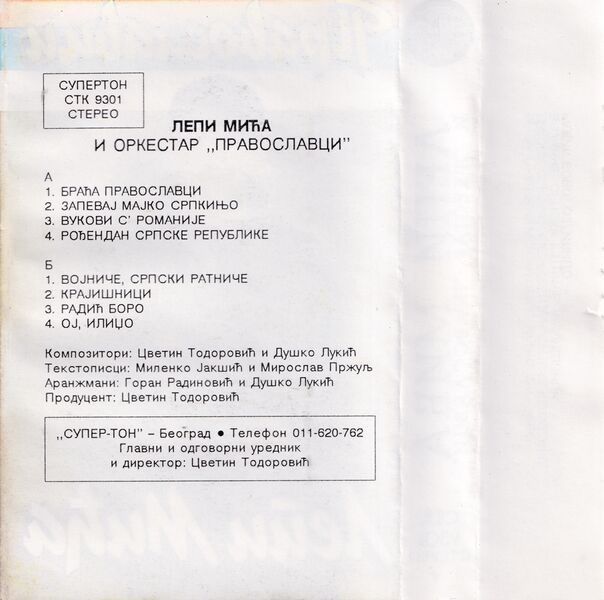 СУПЕРТОН
СТК 9301
СТЕРЕО
ЛЕПИ МИЋА
И ОРКЕСТАР ,,ПРАВОСЛАВЦИ"
А
1. БРАЋА ПРАВОСЛАВЦИ
2. ЗАПЕВАЈ МАЈКО СРПКИЊО
3. ВУКОВИ С' РОМАНИЈЕ
4. РОЂЕНДАН СРПСКЕ РЕПУБЛИКЕ
Б
1. ВОЈНИЧЕ, СРПСКИ РАТНИЧЕ
2. КРАЈИШНИЦИ
3. РАДИЋ БОРО
4. ОЈ, ИЛИЏО
Композитори: Цветин Тодоровић и Душко Лукић
Текстописци: Миленко Јакшић и Мирослав Пржуљ
Аранжмани: Горан Радиновић и Душко Лукић
Продуцент: Цветин Тодоровић
,,СУПЕР-ТОН" – Београд ● Телефон 011-620-762
Главни и одговорни уредник
и директор: Цветин Тодоровић